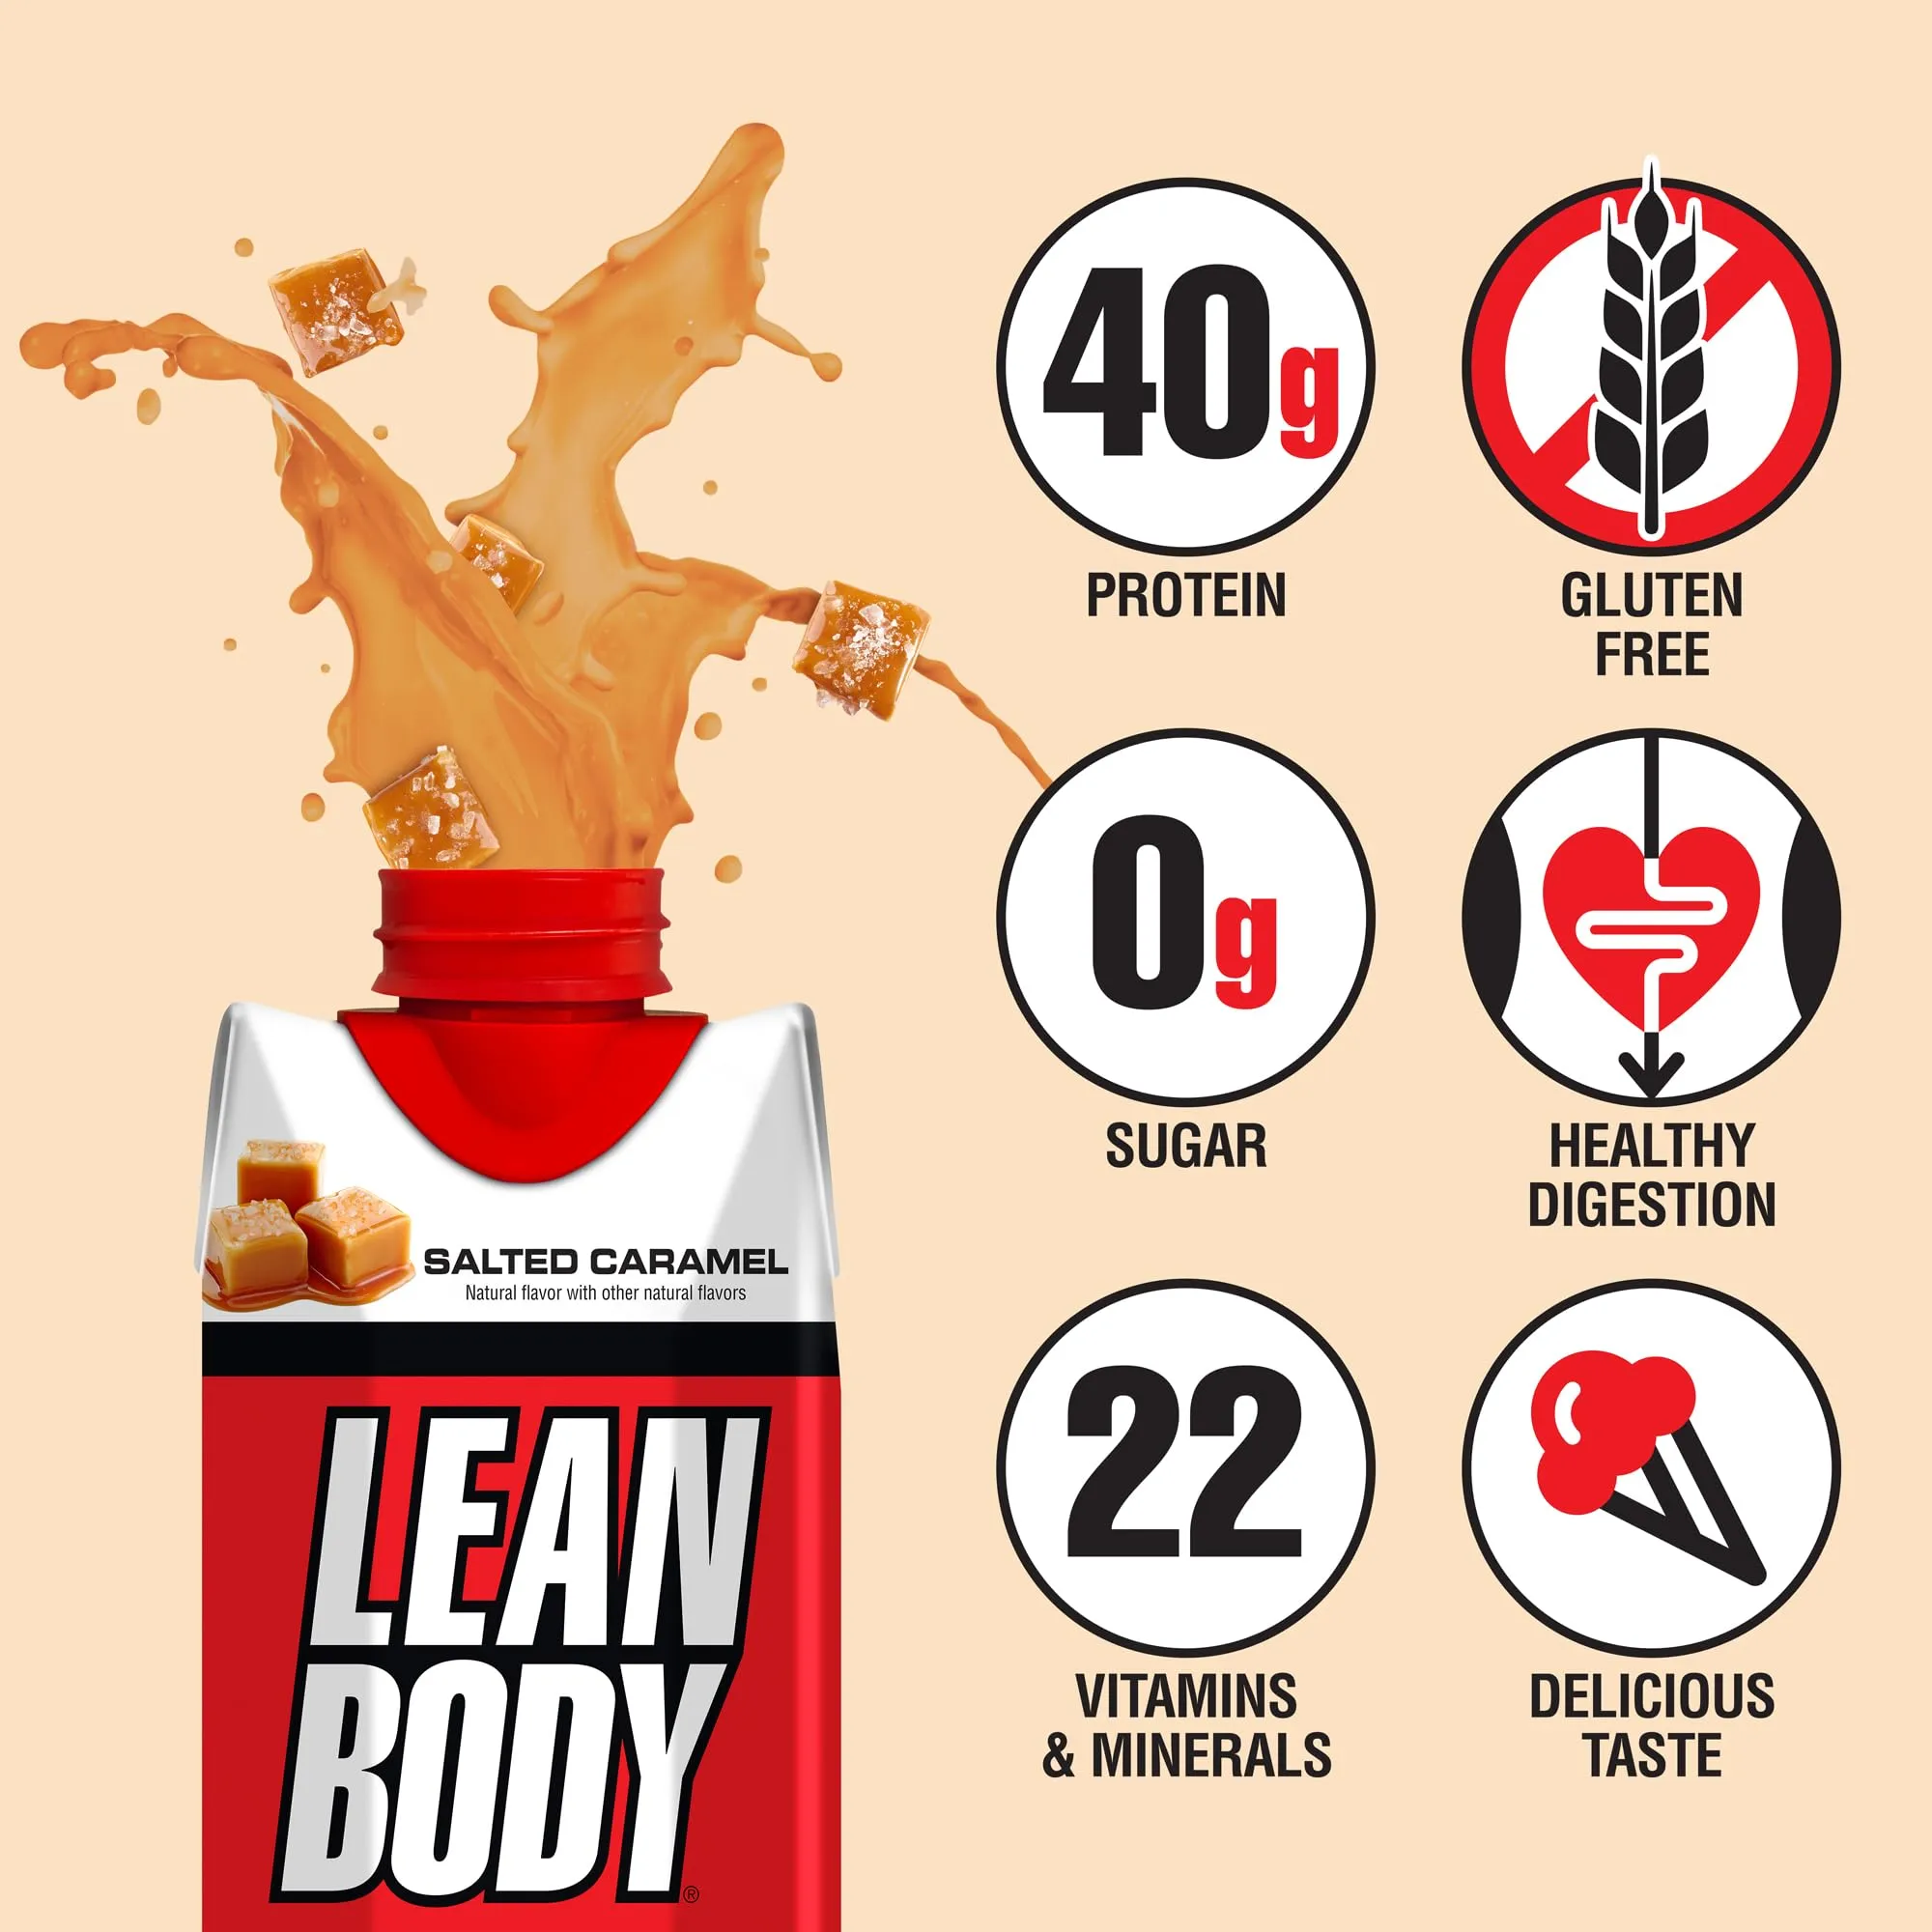 40g
PROTEIN
GLUTEN
FREE
0g
SUGAR
HEALTHY
DIGESTION
22
VITAMINS
& MINERALS
DELICIOUS
TASTE
SALTED CARAMEL
Natural flavor with other natural flavors
LEAN
BODY®